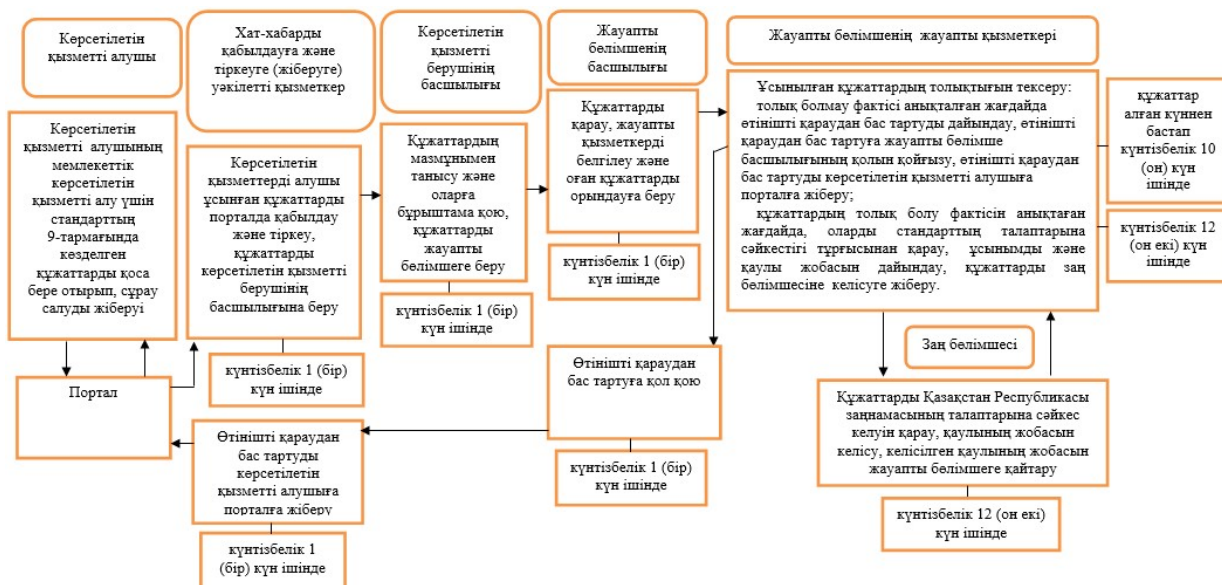 Көрсетілетін
қызметті алушы
Хат-хабарды
қабылдауға және
тіркеуге (жіберуге)
уәкілетті қызметкер
Көрсетілетін
қызметті
берушінің
басшылығы
Жауапты
бөлімшенің
басшылығы
Жауапты бөлімшенің жауапты қызметкері
Көрсетілетін
қызметті алушының
мемлекеттік
көрсетілетін
қызметті алу үшін
стандарттың
9-тармағында
көзделген
құжаттарды қоса
бере отырып, сұрау
салуды жіберуі
Көрсетілетін
қызметтерді алушы
ұсынған құжаттарды
порталда қабылдау
және тіркеу,
құжаттарды
көрсетілетін қызметті
берушінің
басшылығына беру
күнтізбелік 1 (бір)
күн ішінде
Құжаттардың
мазмұнымен
танысу және
оларға
бұрыштама қою,
құжаттарды
жауапты
бөлімшеге беру
күнтізбелік 1 (бір)
күн ішінде
Құжаттарды
қарау, жауапты
қызметкерді
белгілеу және
оған құжаттарды
орындауға беру
күнтізбелік 1 (бір)
күн ішінде
Ұсынылған құжаттардың толықтығын тексеру:
толық болмау фактісі анықталған жағдайда
өтінішті қараудан бас тартуды дайындау, өтінішті
қараудан бас тартуға жауапты бөлімше
басшылығының қолын қойғызу, өтінішті қараудан
бас тартуды көрсетілетін қызметті алушыға
порталға жіберу;
құжаттардың толық болу фактісін анықтаған
жағдайда, оларды стандарттың талаптарына
сәйкестігі тұрғысынан қарау, ұсынымды және
қаулы жобасын дайындау, құжаттарды заң
бөлімшесіне келісуге жіберу.
құжаттар
алған күннен
бастап
күнтізбелік 10
(он) күн
ішінде
күнтізбелік 12
(он екі) күн
ішінде
Заң бөлімшесі
Құжаттарды Қазақстан Республикасы
заңнамасының талаптарына сәйкес
келуін қарау, қаулының жобасын
келісу, келісілген қаулының жобасын
жауапты бөлімшеге қайтару
күнтізбелік 12 (он екі)
күн ішінде
Өтінішті қараудан
бас тартуға қол қою
күнтізбелік 1 (бір)
күн ішінде
Портал
Өтінішті қараудан
бас тартуды
көрсетілетін
қызметті алушыға
порталға жіберу
күнтізбелік 1
(бір) күн ішінде